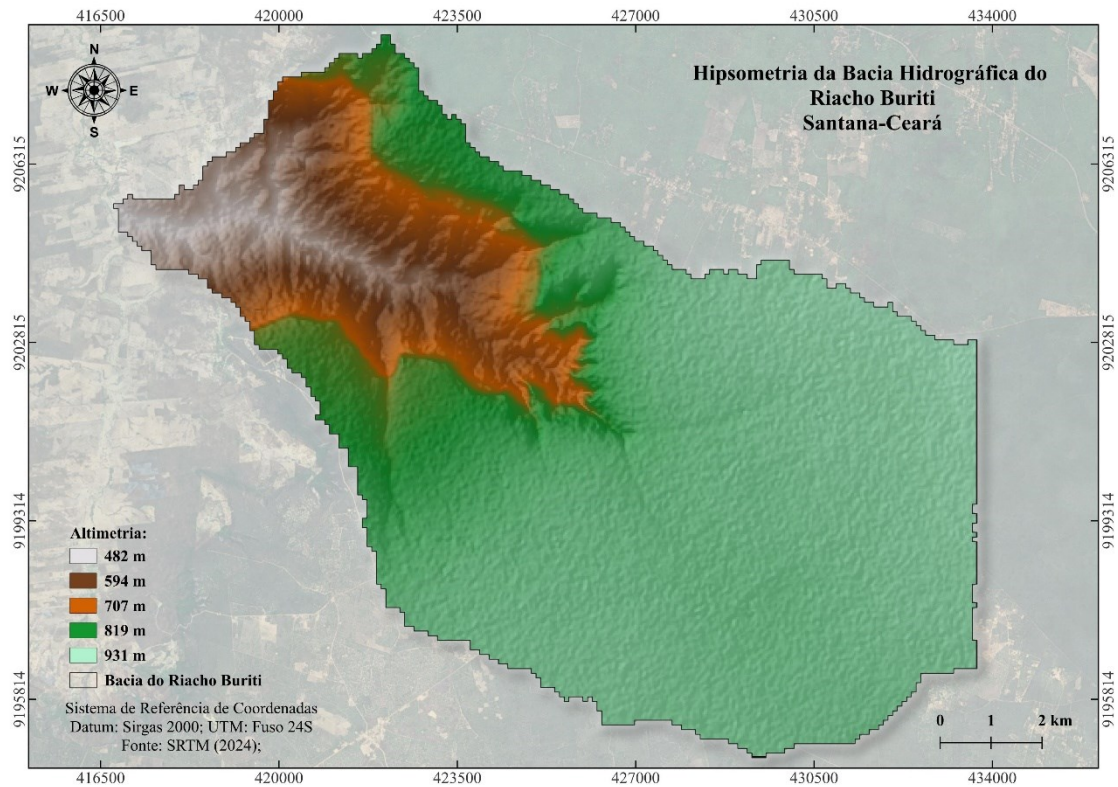 416500 420000 423500 427000 430500 434000
N
W E
S
Hipsometria da Bacia Hidrográfica do
Riacho Buriti
Santana-Ceará
9206315 9206315
9202815 9202815
9199314 9199314
Altimetria:
482 m
594 m
707 m
819 m
931 m
Bacia do Riacho Buriti
9195814 9195814
Sistema de Referência de Coordenadas
Datum: Sirgas 2000; UTM: Fuso 24S
Fonte: SRTM (2024);
0 1 2 km
416500 420000 423500 427000 430500 434000